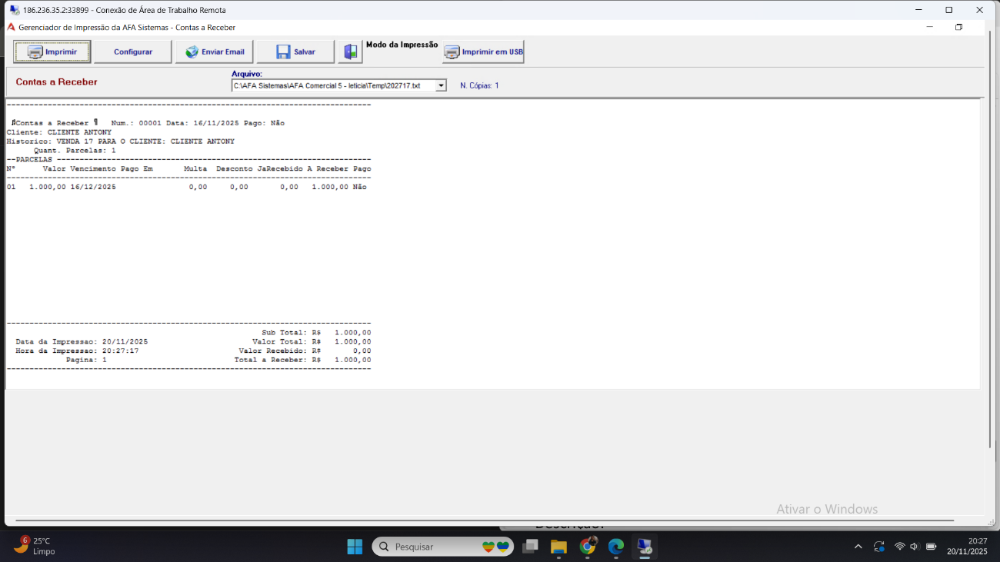 186.236.35.2:33899 - Conexão de Área de Trabalho Remota
Gerenciador de Impressão da AFA Sistemas - Contas a Receber
Imprimir Configurar Enviar Email Salvar Modo da Impressão Imprimir em USB
Contas a Receber
Arquivo:
C:\AFA Sistemas\AFA Comercial 5 - leticia\Temp\202717.txt N. Cópias: 1
--------------------------------------------------------------------------------
Contas a Receber ¶ Num.: 00001 Data: 16/11/2025 Pago: Não
Cliente: CLIENTE ANTONY
Historico: VENDA 17 PARA O CLIENTE: CLIENTE ANTONY
Quant. Parcelas: 1
--PARCELAS ---------------------------------------------------------------------
N° Valor Vencimento Pago Em Multa Desconto JaRecebido A Receber Pago
--------------------------------------------------------------------------------
01 1.000,00 16/12/2025 0,00 0,00 0,00 1.000,00 Não
--------------------------------------------------------------------------------
Sub Total: R$ 1.000,00
Data da Impressao: 20/11/2025 Valor Total: R$ 1.000,00
Hora da Impressao: 20:27:17 Valor Recebido: R$ 0,00
Pagina: 1 Total a Receber: R$ 1.000,00
--------------------------------------------------------------------------------
Ativar o Windows
6
25°C
Limpo
Pesquisar
20:27
20/11/2025